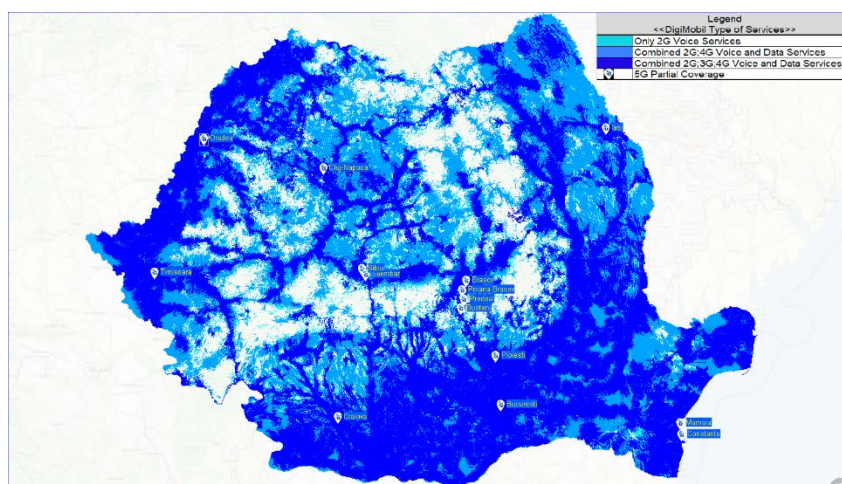 Legend
<<DigiMobil Type of Services>>
Only 2G Voice Services
Combined 2G;4G Voice and Data Services
Combined 2G;3G;4G Voice and Data Services
5G Partial Coverage
Iasi
Oradea
Cluj-Napoca
Timisoara
Sibiu
Brasov
Poiana Brasov
Predeal
Busteni
Ploiesti
Bucuresti
Craiova
Mamaia
Constanta